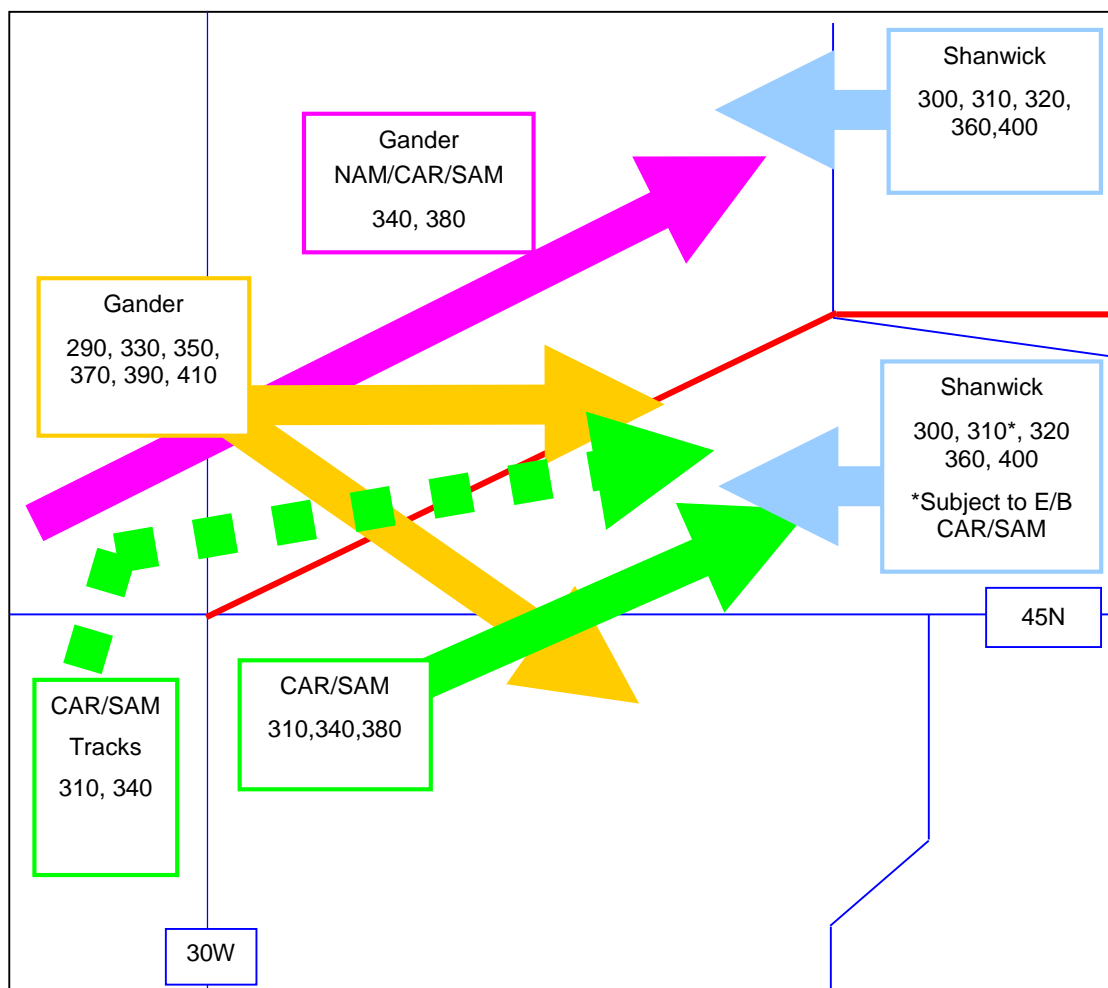 Shanwick
300, 310, 320,
360,400
Gander
NAM/CAR/SAM
340, 380
Gander
290, 330, 350,
370, 390, 410
Shanwick
300, 310*, 320
360, 400
*Subject to E/B
CAR/SAM
45N
CAR/SAM
310,340,380
CAR/SAM
Tracks
310, 340
30W